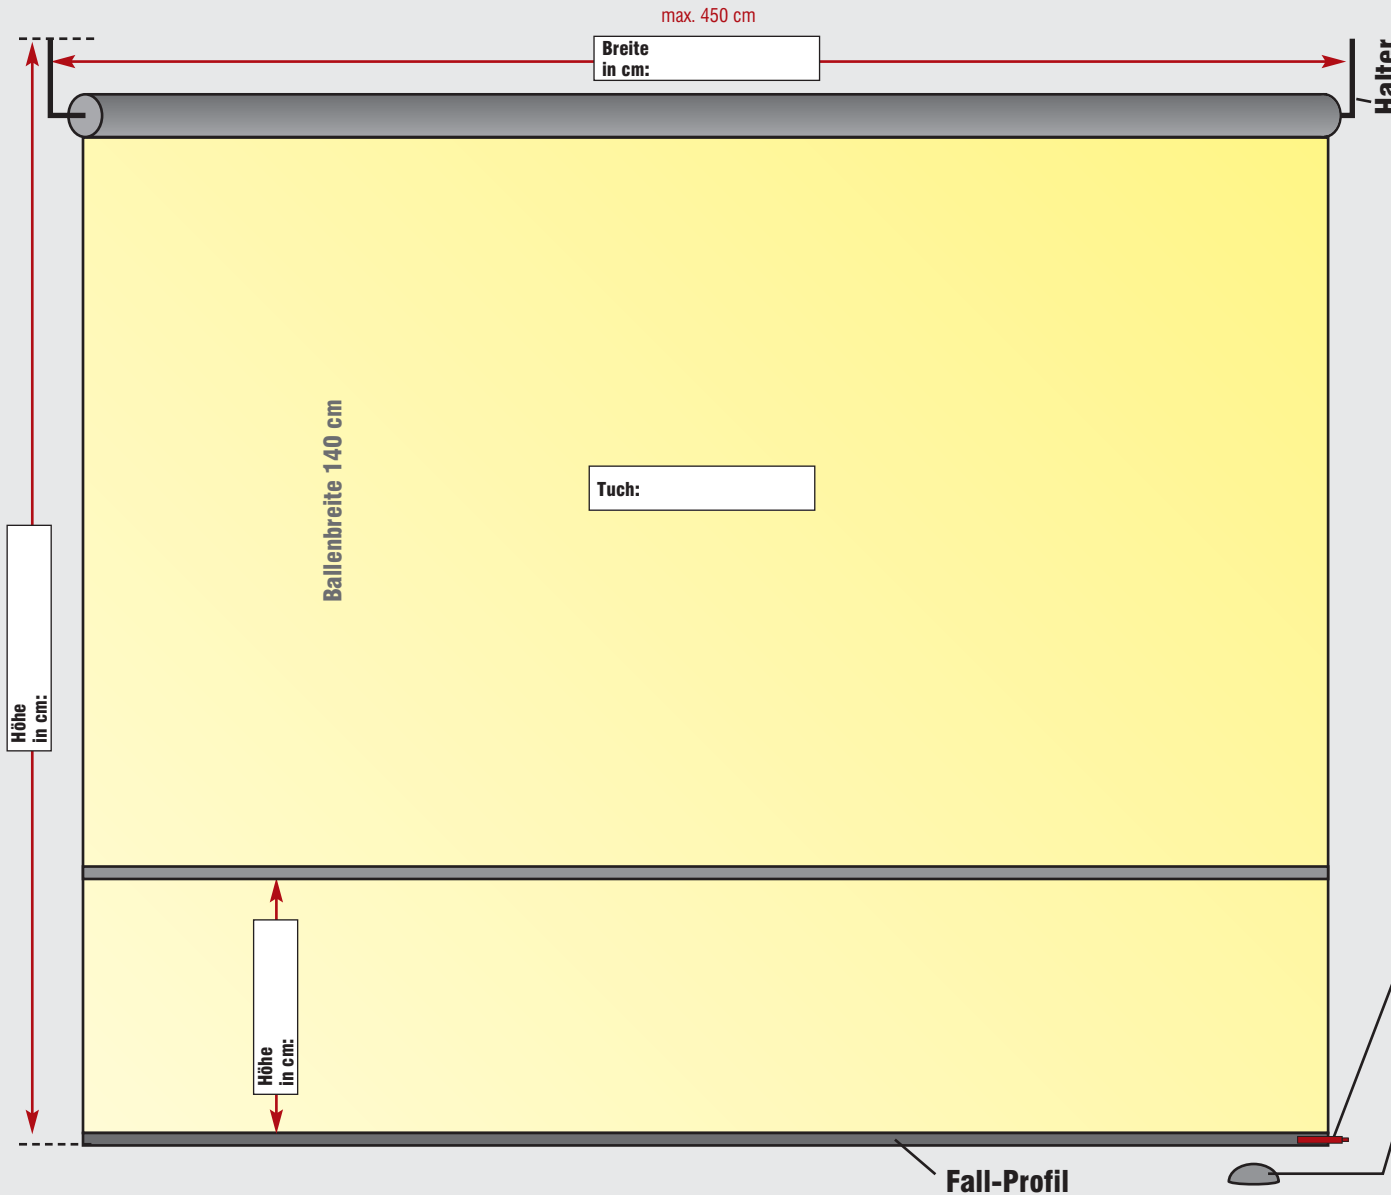 max. 450 cm
Breite
in cm:
Halter
Ballenbreite 140 cm
Tuch:
Höhe
in cm:
Höhe
in cm:
Fall-Profil